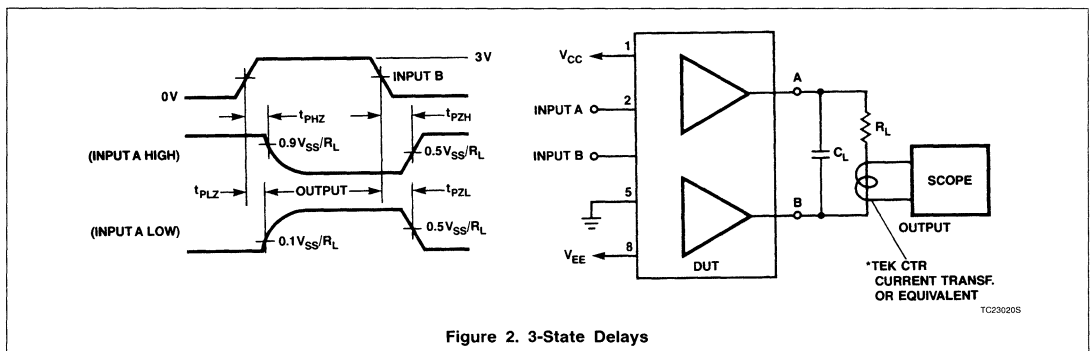 3V
INPUT B
0V
tPHZ
tPZH
(INPUT A HIGH)
0.9VSS/RL
0.5VSS/RL
tPLZ
OUTPUT
tPZL
(INPUT A LOW)
0.1VSS/RL
0.5VSS/RL
VCC
1
INPUT A
2
INPUT B
5
VEE
8
DUT
A
B
CL
RL
SCOPE
OUTPUT
*TEK CTR
CURRENT TRANSF.
OR EQUIVALENT
TC23020S
Figure 2. 3-State Delays